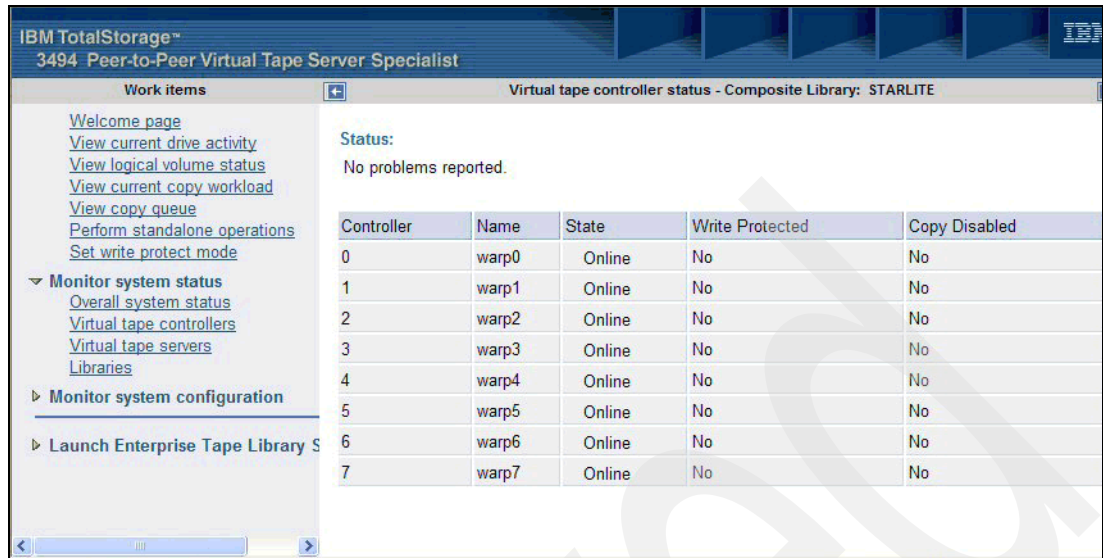 IBM TotalStorage™
3494 Peer-to-Peer Virtual Tape Server Specialist
IBM
Work items
Virtual tape controller status - Composite Library: STARLITE
Welcome page
View current drive activity
View logical volume status
View current copy workload
View copy queue
Perform standalone operations
Set write protect mode
Monitor system status
Overall system status
Virtual tape controllers
Virtual tape servers
Libraries
Monitor system configuration
Launch Enterprise Tape Library S
Status:
No problems reported.
Controller Name State Write Protected Copy Disabled
0 warp0 Online No No
1 warp1 Online No No
2 warp2 Online No No
3 warp3 Online No No
4 warp4 Online No No
5 warp5 Online No No
6 warp6 Online No No
7 warp7 Online No No